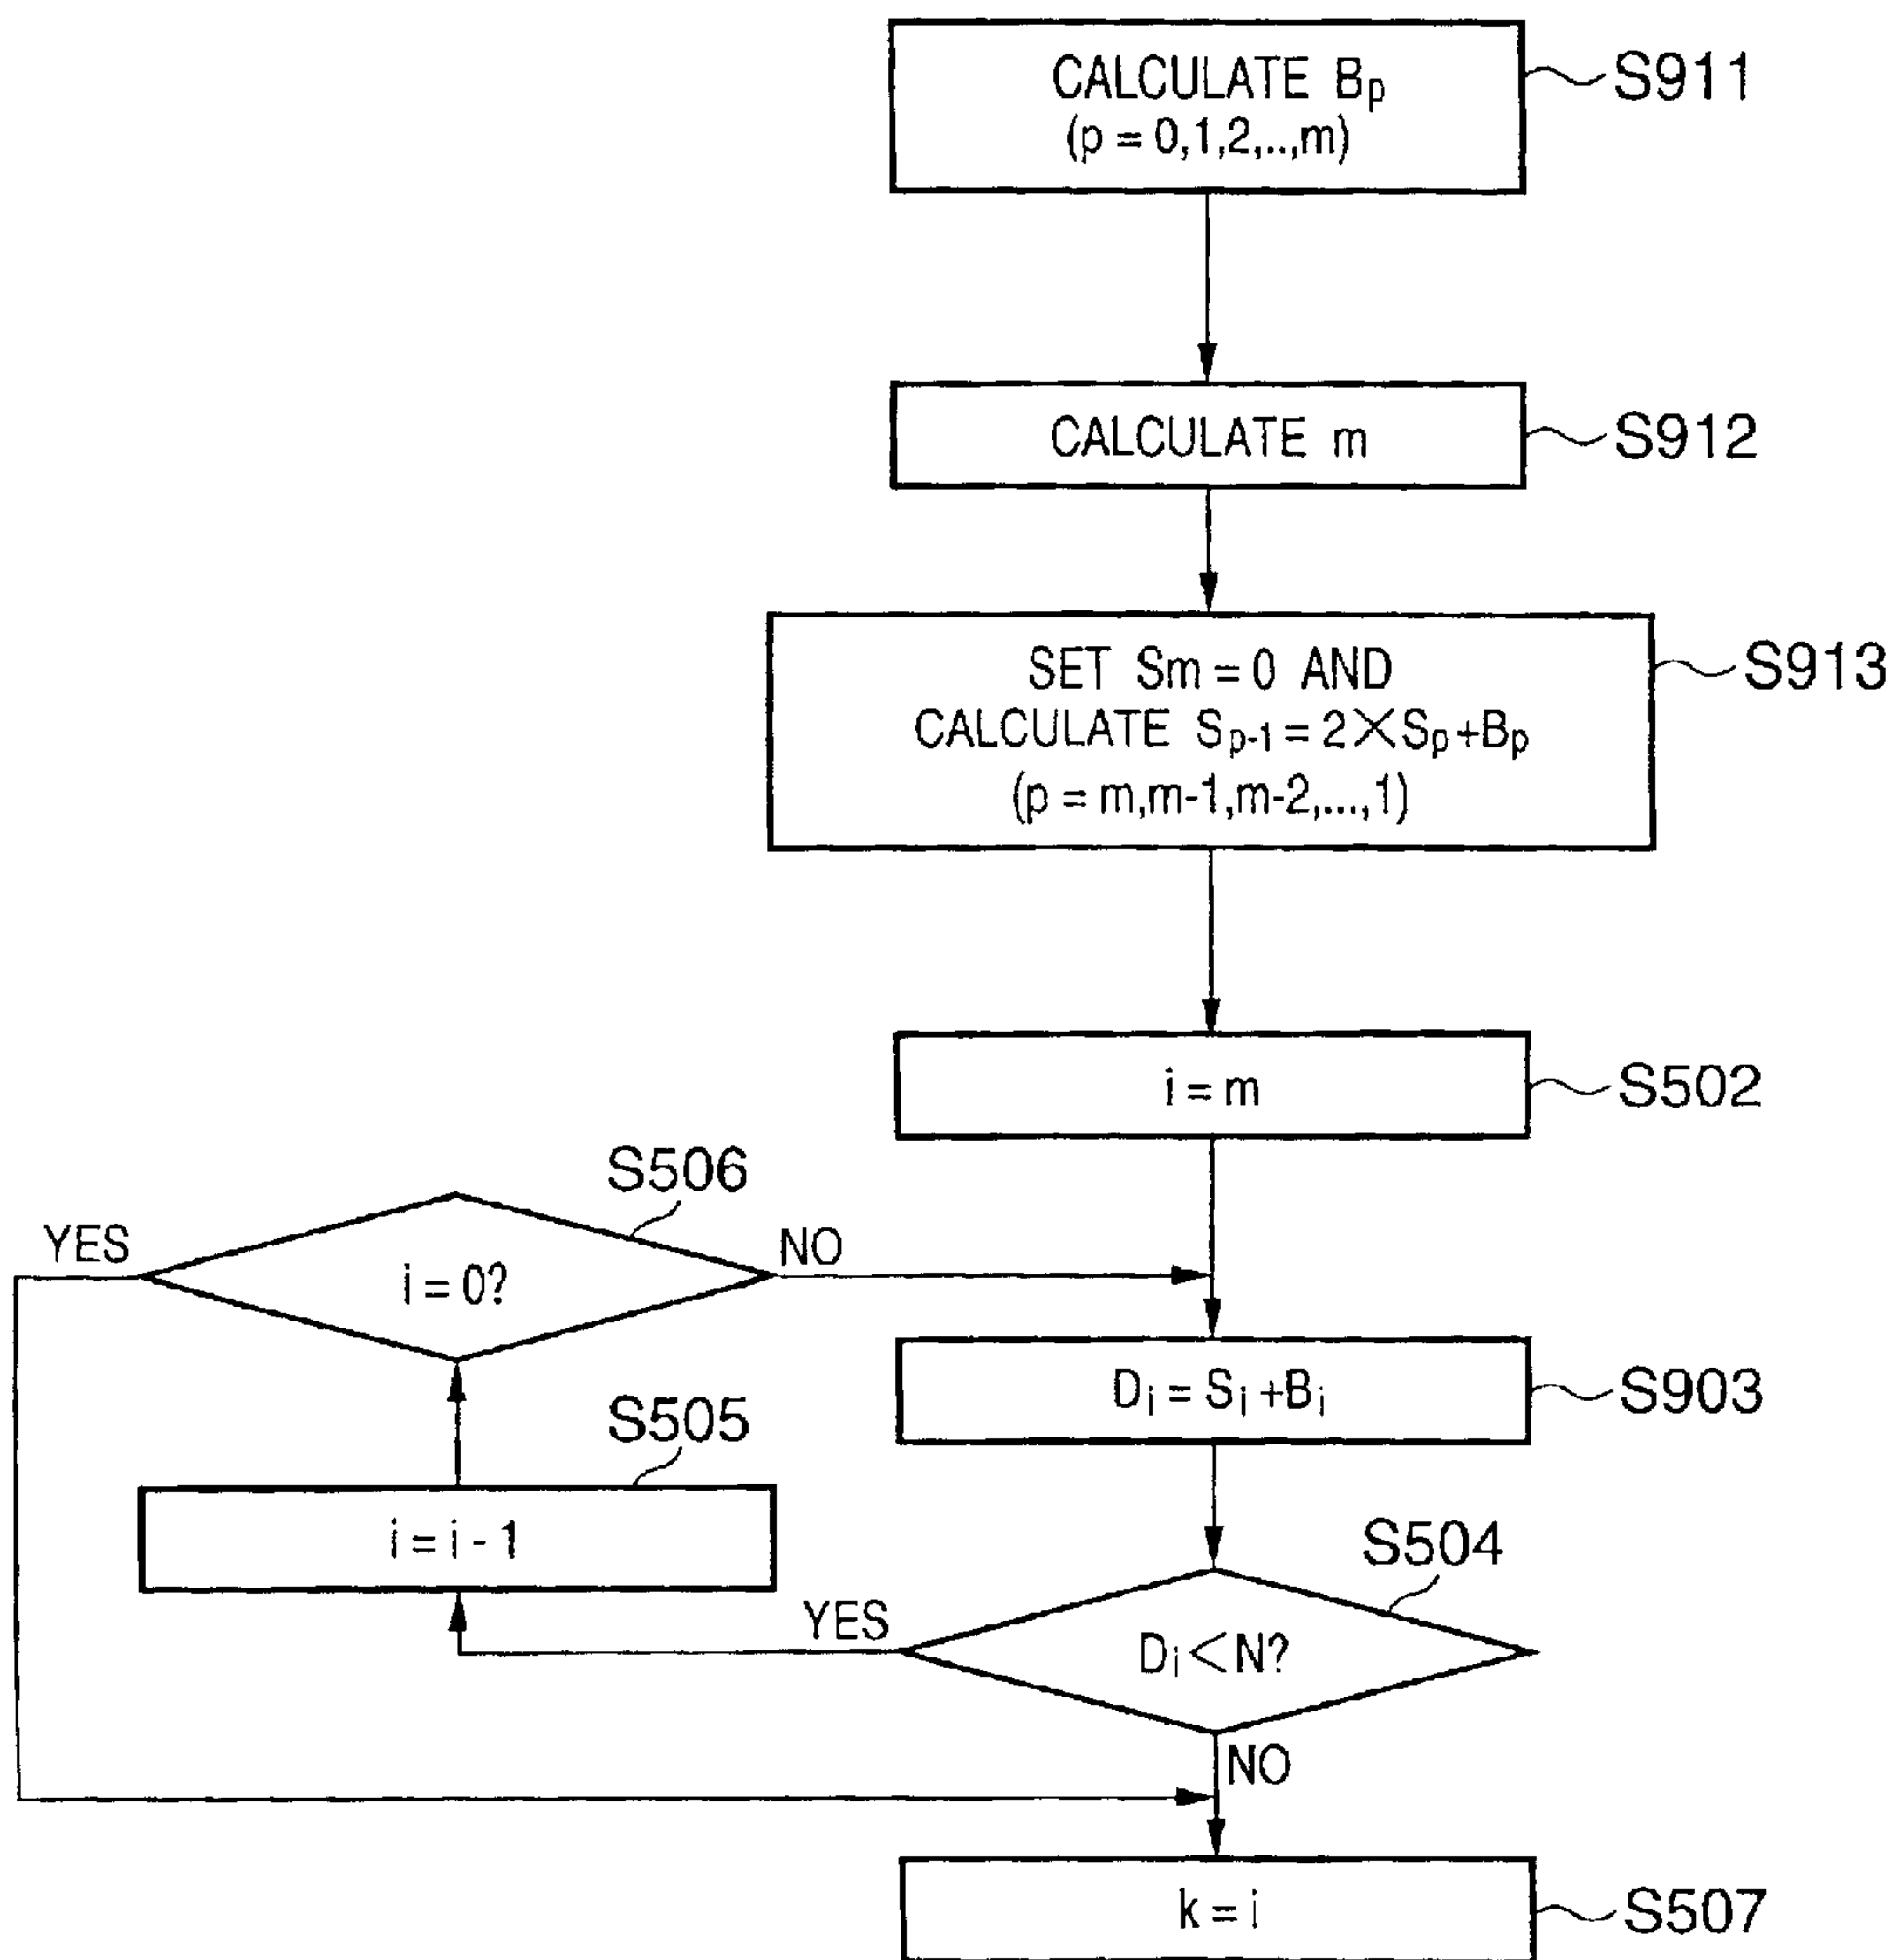 CALCULATE Bp
(p = 0,1,2,..,m)
S911
CALCULATE m
S912
SET Sm = 0 AND
CALCULATE Sp-1 = 2×Sp+Bp
(p = m,m-1,m-2,...,1)
S913
i = m
S502
S506
YES
i = 0?
NO
Di = Si +Bi
S903
S505
i = i - 1
S504
YES
Di<N?
NO
k = i
S507